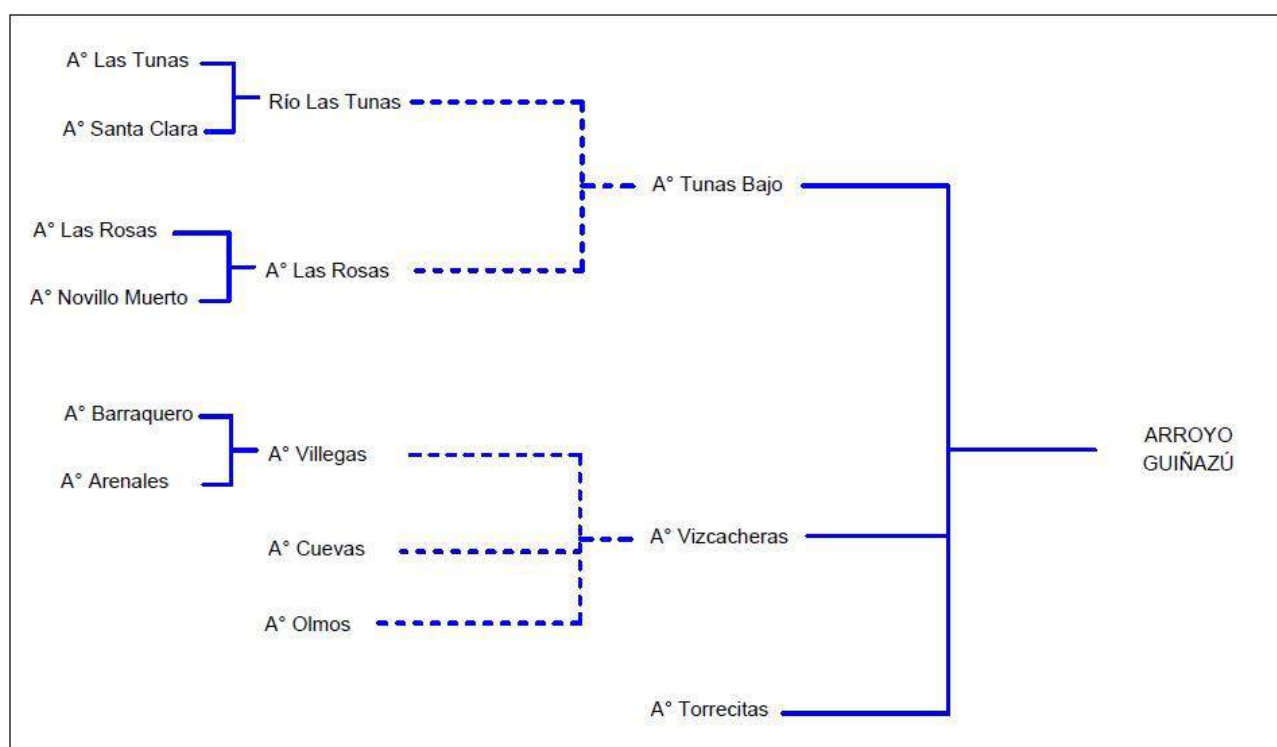 A° Las Tunas
Río Las Tunas
A° Santa Clara
A° Tunas Bajo
A° Las Rosas
A° Las Rosas
A° Novillo Muerto
A° Barraquero
A° Villegas
A° Arenales
A° Cuevas
A° Olmos
A° Vizcacheras
A° Torrecitas
ARROYO
GUIÑAZÚ